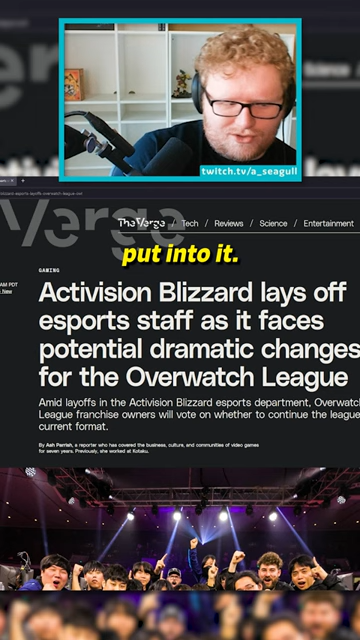 twitch.tv/a_seagull
The Verge / Tech / Reviews / Science / Entertainment
put into it.
GAMING
AM PDT
Activision Blizzard lays off
esports staff as it faces
potential dramatic changes
for the Overwatch League
Amid layoffs in the Activision Blizzard esports department, Overwatch
League franchise owners will vote on whether to continue the league
current format.
By Ash Parrish, a reporter who has covered the business, culture, and communities of video games
for seven years. Previously, she worked at Kotaku.